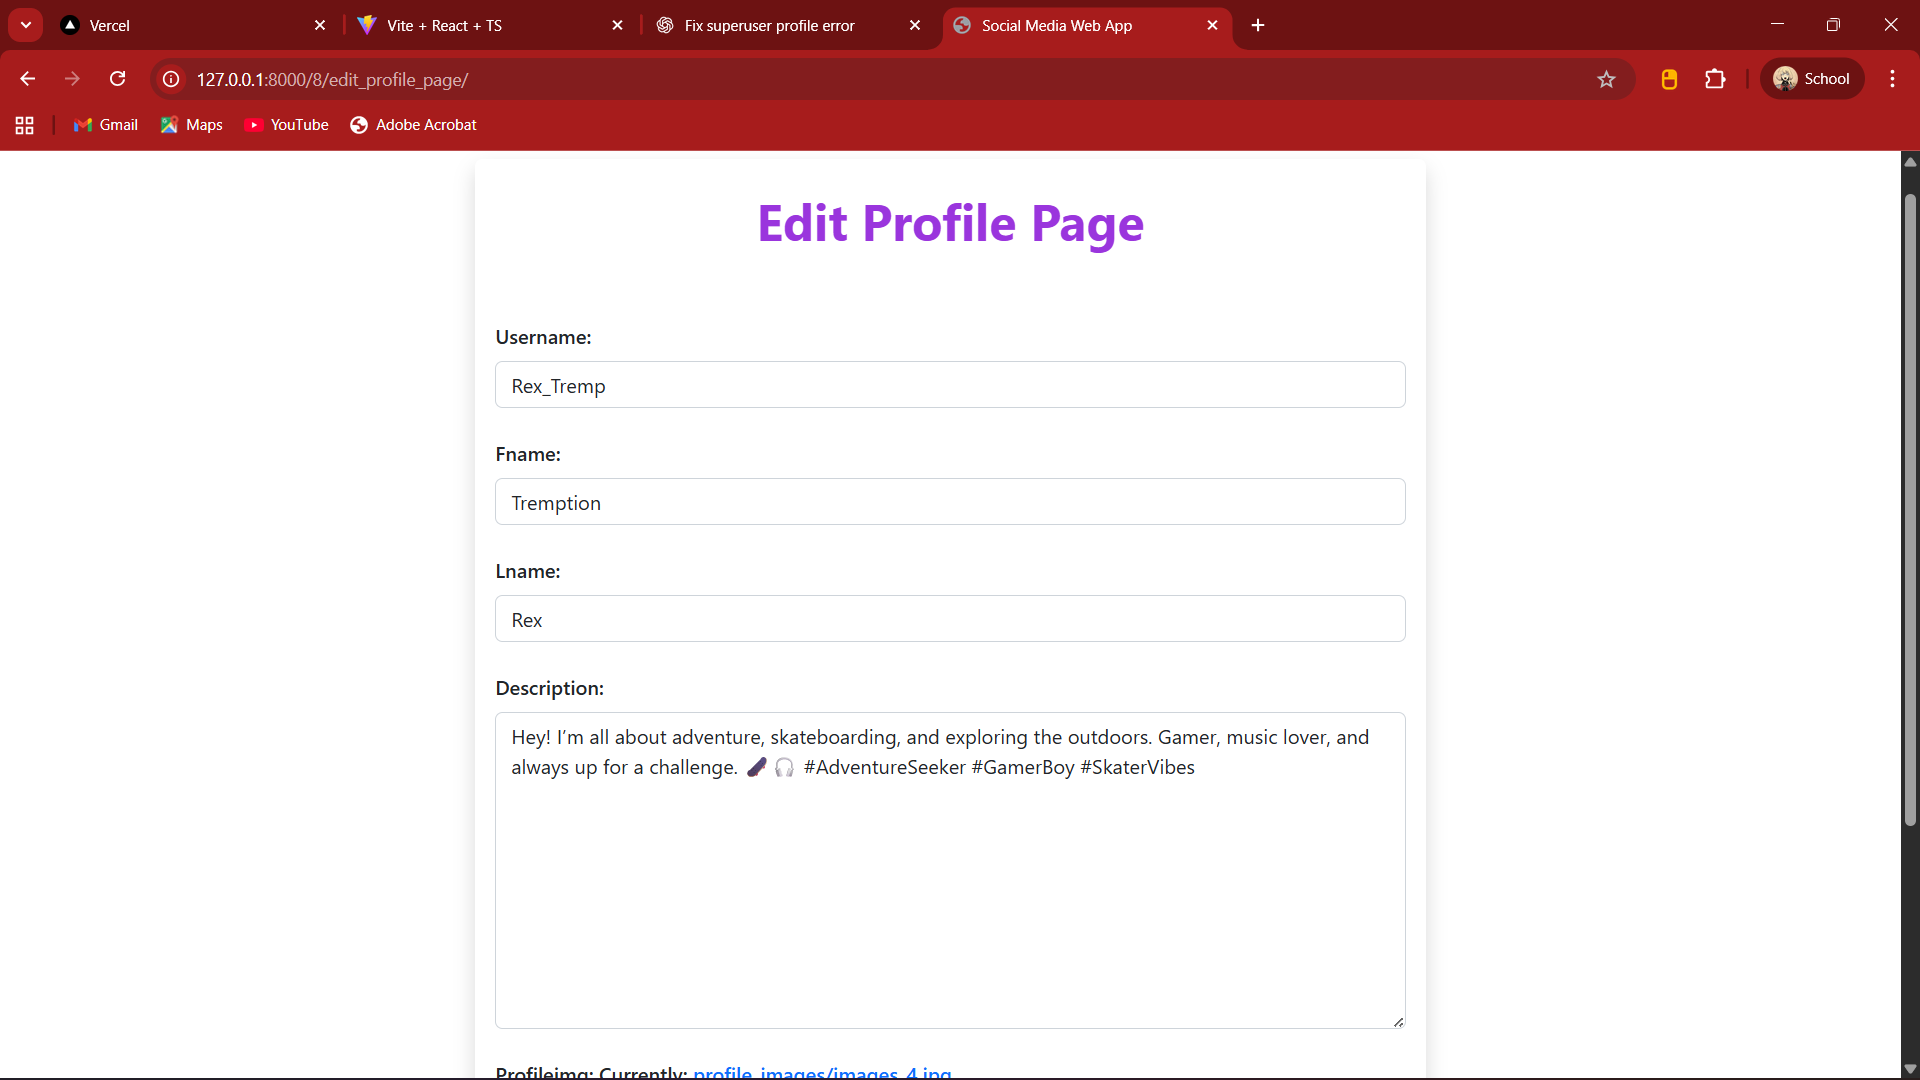 Vercel
Vite + React + TS
Fix superuser profile error
Social Media Web App
127.0.0.1:8000/8/edit_profile_page/
School
Gmail
Maps
YouTube
Adobe Acrobat
Edit Profile Page
Username:
Rex_Tremp
Fname:
Tremption
Lname:
Rex
Description:
Hey! I’m all about adventure, skateboarding, and exploring the outdoors. Gamer, music lover, and
always up for a challenge. 🛹 🎧 #AdventureSeeker #GamerBoy #SkaterVibes
Profileimg: Currently: profile_images/images_4.jpg